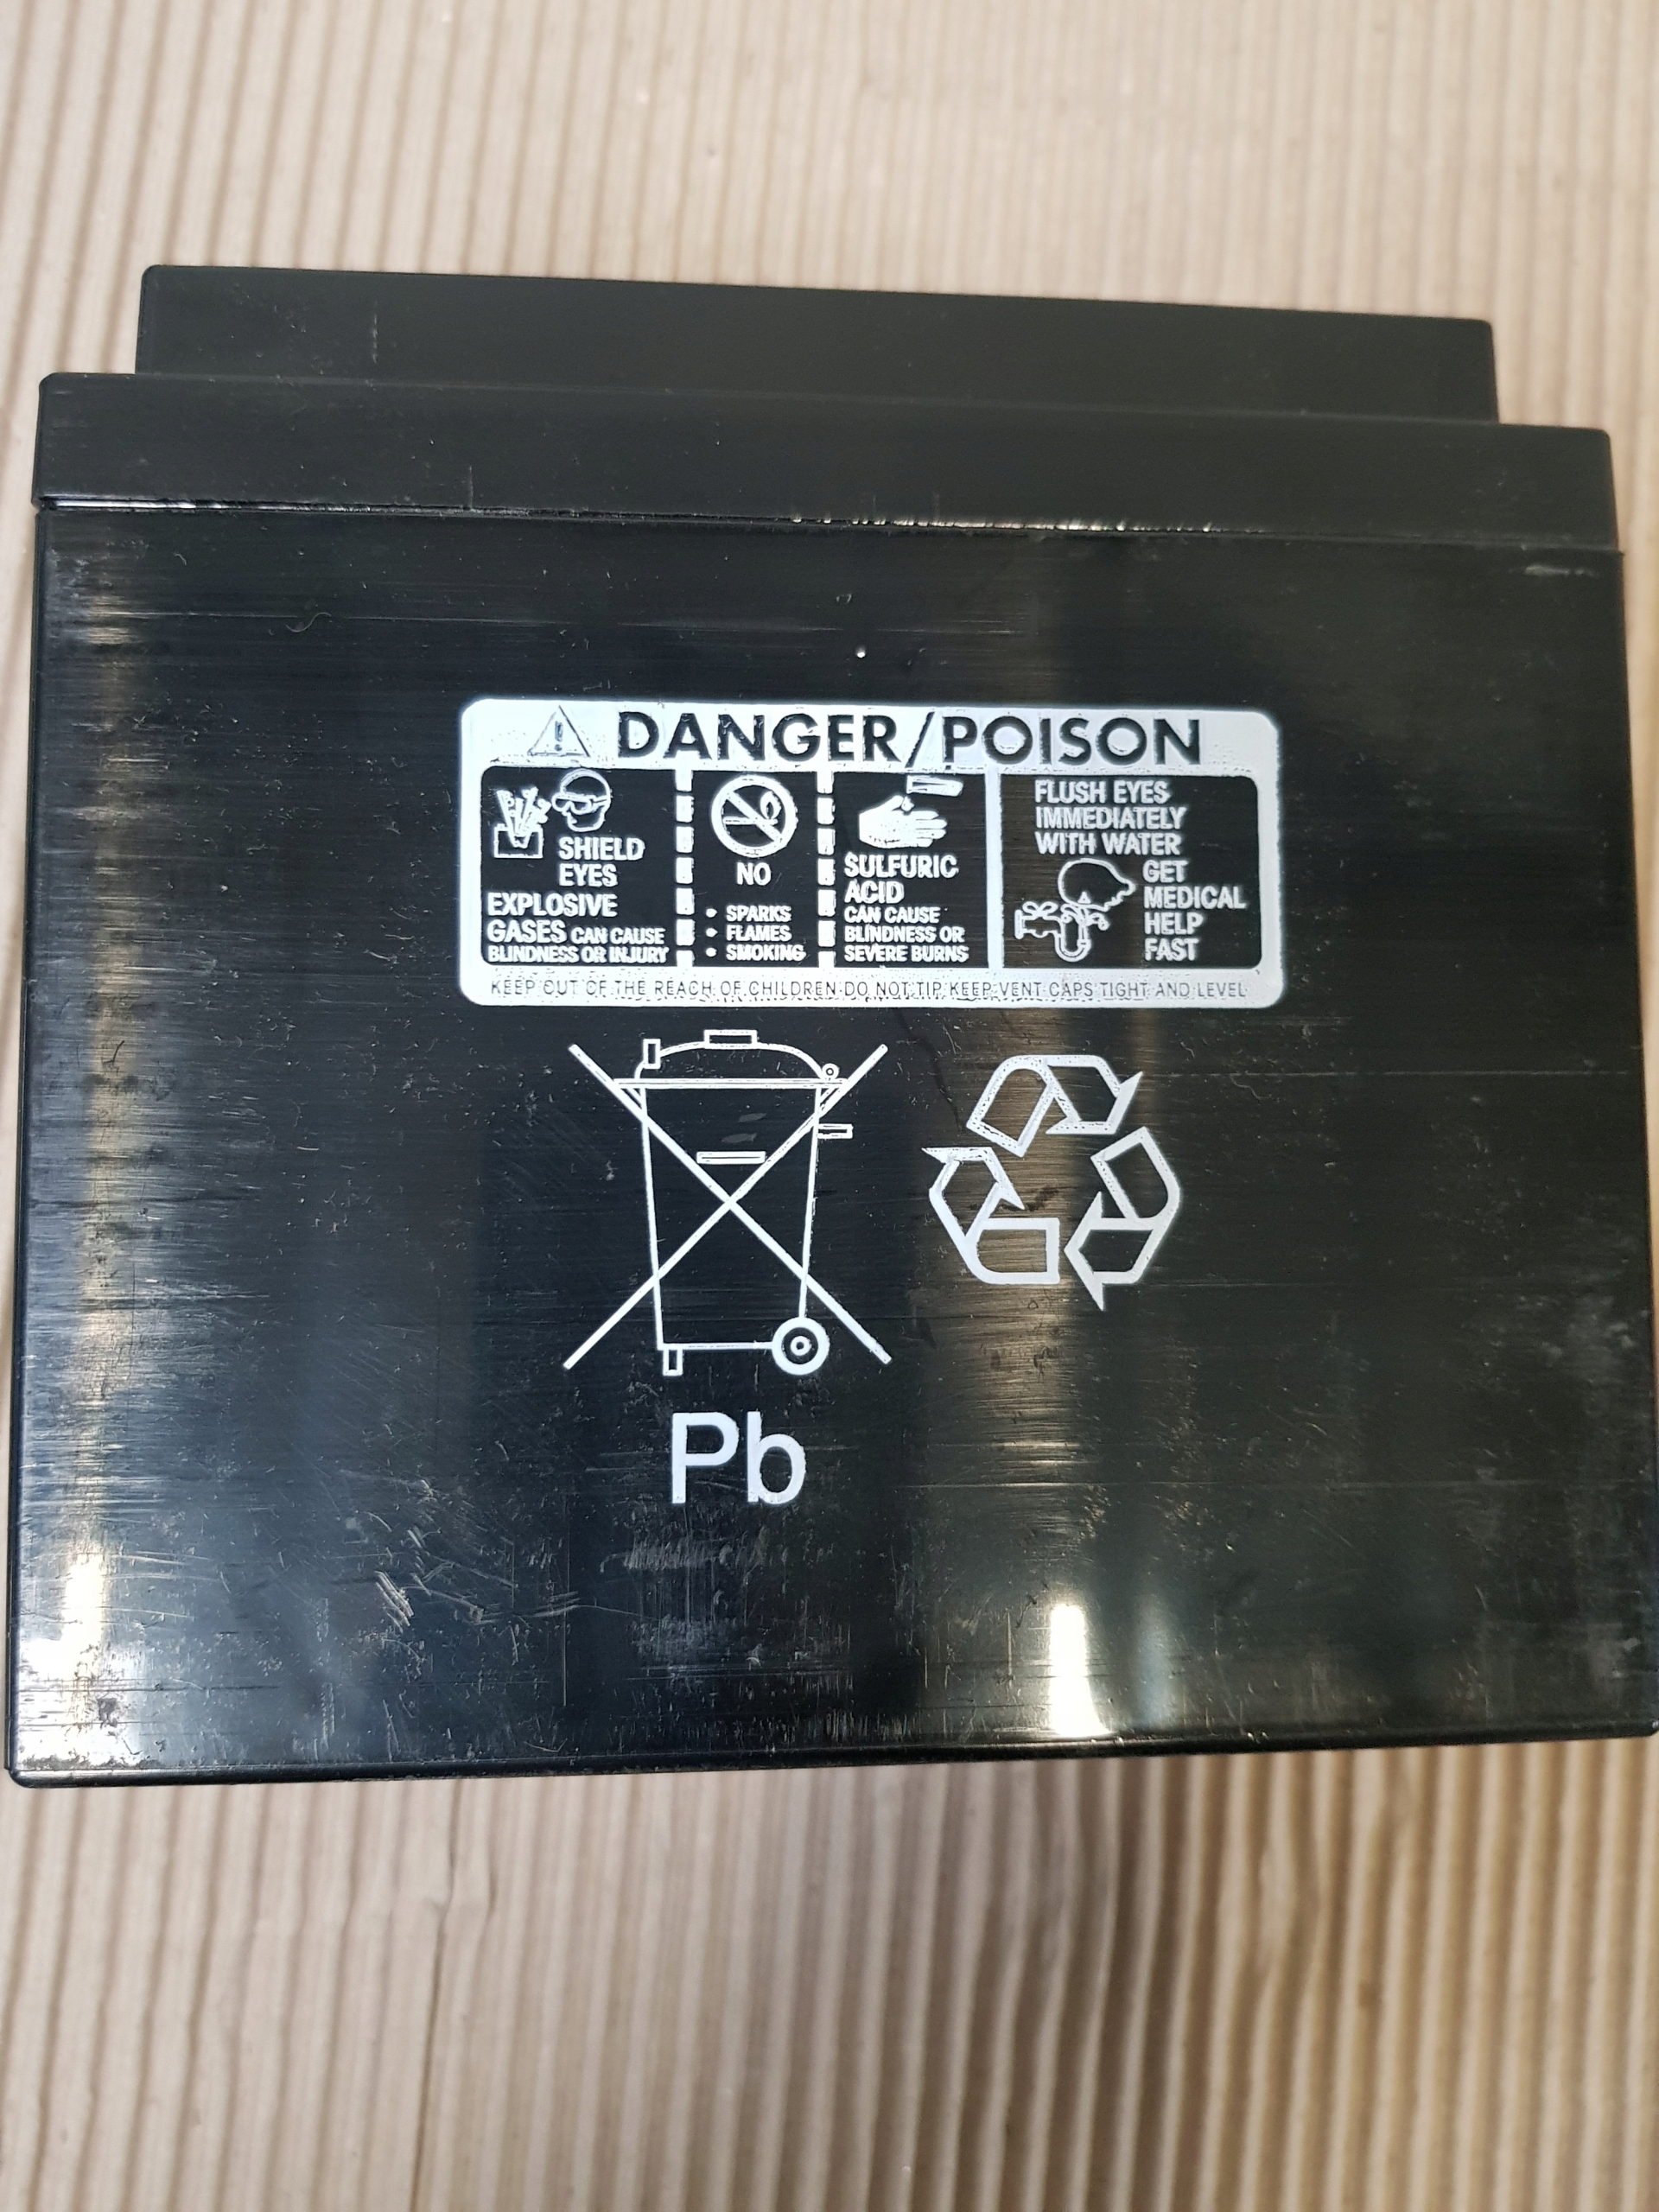 DANGER/POISON
SHIELD
EYES
EXPLOSIVE
GASES CAN CAUSE
BLINDNESS OR INJURY
NO
• SPARKS
• FLAMES
• SMOKING
SULFURIC
ACID
CAN CAUSE
BLINDNESS OR
SEVERE BURNS
FLUSH EYES
IMMEDIATELY
WITH WATER
GET
MEDICAL
HELP
FAST
KEEP OUT OF THE REACH OF CHILDREN·DO NOT TIP·KEEP VENT CAPS TIGHT AND LEVEL
Pb